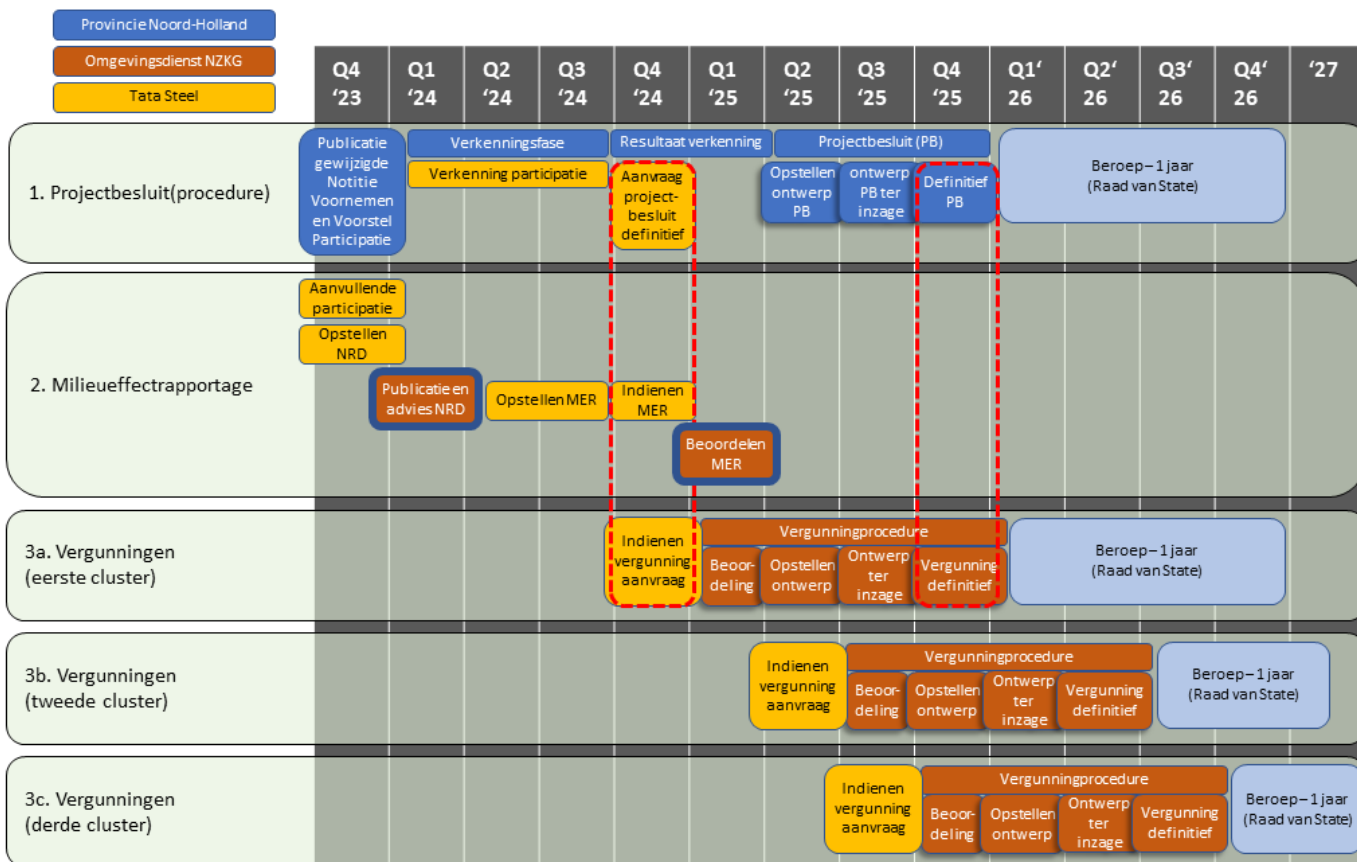 Provincie Noord-Holland
Omgevingsdienst NZKG
Tata Steel
Q4
'23
Q1
'24
Q2
'24
Q3
'24
Q4
'24
Q1
'25
Q2
'25
Q3
'25
Q4
'25
Q1'
26
Q2'
26
Q3'
26
Q4'
26
'27
1. Projectbesluit(procedure)
Publicatie
gewijzigde
Notitie
Voornemen
en Voorstel
Participatie
Verkenningsfase
Verkenning participatie
Resultaat verkenning
Aanvraag
project-
besluit
definitief
Projectbesluit (PB)
Opstellen
ontwerp
PB
ontwerp
PB ter
inzage
Definitief
PB
Beroep – 1 jaar
(Raad van State)
2. Milieueffectrapportage
Aanvullende
participatie
Opstellen
NRD
Publicatie en
advies NRD
Opstellen MER
Indienen
MER
Beoordelen
MER
3a. Vergunningen
(eerste cluster)
Indienen
vergunning
aanvraag
Vergunningprocedure
Beoor-
deling
Opstellen
ontwerp
Ontwerp
ter
inzage
Vergunning
definitief
Beroep – 1 jaar
(Raad van State)
3b. Vergunningen
(tweede cluster)
Indienen
vergunning
aanvraag
Vergunningprocedure
Beoor-
deling
Opstellen
ontwerp
Ontwerp
ter
inzage
Vergunning
definitief
Beroep – 1 jaar
(Raad van State)
3c. Vergunningen
(derde cluster)
Indienen
vergunning
aanvraag
Vergunningprocedure
Beoor-
deling
Opstellen
ontwerp
Ontwerp
ter
inzage
Vergunning
definitief
Beroep – 1 jaar
(Raad van State)